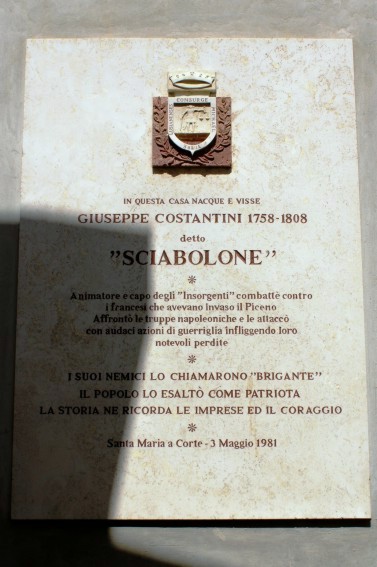 CONSURGE
IN QUESTA CASA NACQUE E VISSE
GIUSEPPE COSTANTINI 1758-1808
detto
"SCIABOLONE"
Animatore e capo degli "Insorgenti" combattè contro
i francesi che avevano invaso il Piceno
Affrontò le truppe napoleoniche e le attaccò
con audaci azioni di guerriglia infliggendo loro
notevoli perdite
I SUOI NEMICI LO CHIAMARONO "BRIGANTE"
IL POPOLO LO ESALTÒ COME PATRIOTA
LA STORIA NE RICORDA LE IMPRESE ED IL CORAGGIO
Santa Maria a Corte - 3 Maggio 1981